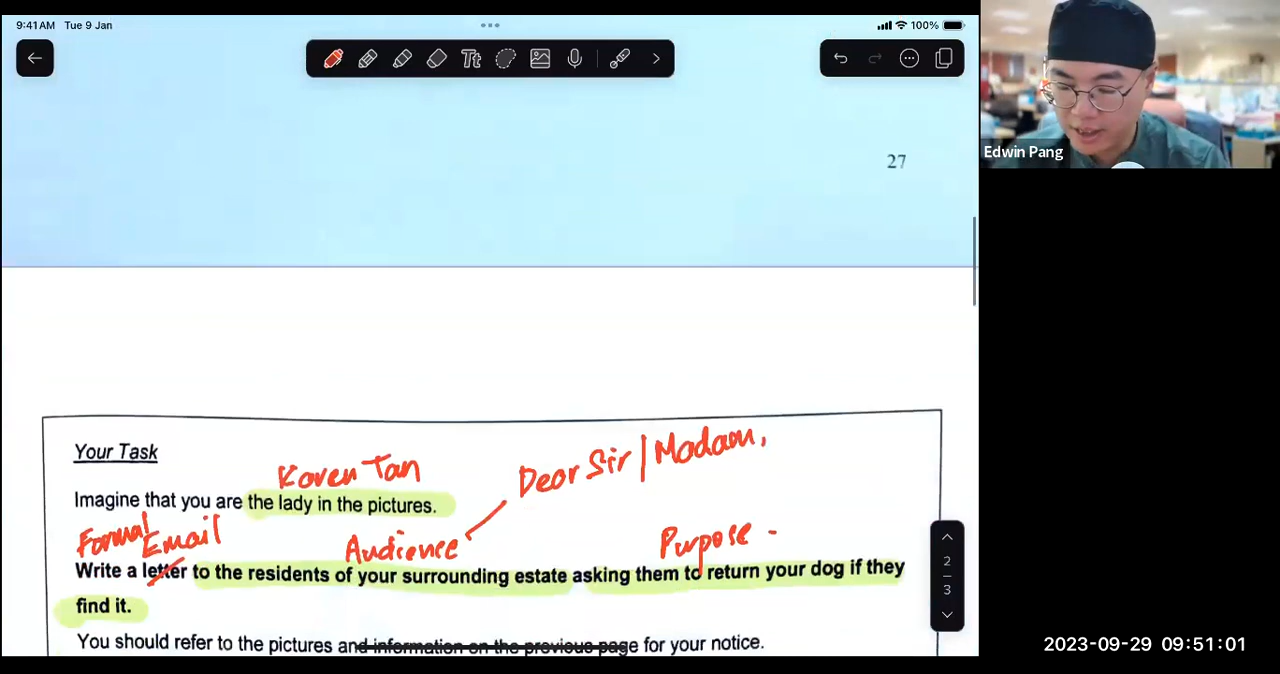 9:41AM Tue 9 Jan
100%
Tt
27
Edwin Pang
Your Task
Karen Tan
Dear Sir/Madam,
Imagine that you are the lady in the pictures.
Formal Email
Audience
Purpose -
Write a letter to the residents of your surrounding estate asking them to return your dog if they
find it.
You should refer to the pictures and information on the previous page for your notice.
2
3
2023-09-29 09:51:01